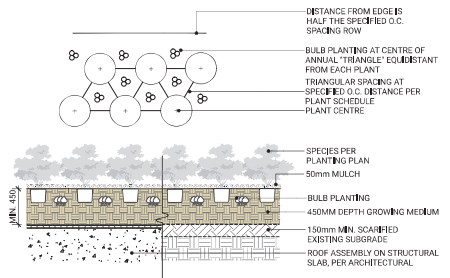 DISTANCE FROM EDGE IS
HALF THE SPECIFIED O.C.
SPACING ROW
BULB PLANTING AT CENTRE OF
ANNUAL "TRIANGLE" EQUIDISTANT
FROM EACH PLANT
TRIANGULAR SPACING AT
SPECIFIED O.C. DISTANCE PER
PLANT SCHEDULE
PLANT CENTRE
SPECIES PER
PLANTING PLAN
50mm MULCH
MIN. 450
BULB PLANTING
450MM DEPTH GROWING MEDIUM
150mm MIN. SCARIFIED
EXISTING SUBGRADE
ROOF ASSEMBLY ON STRUCTURAL
SLAB, PER ARCHITECTURAL